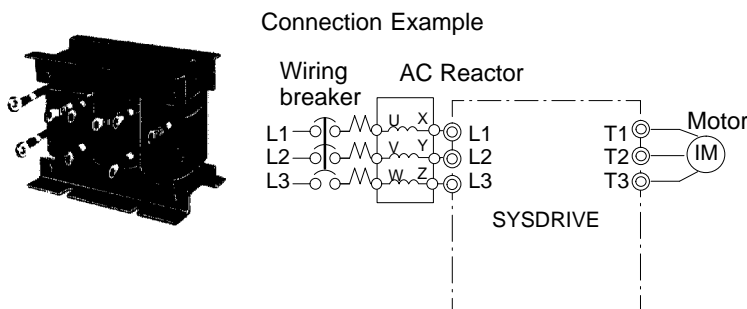 Connection Example
Wiring
breaker
AC Reactor
Motor
L1 U X L1 T1
L2 V Y L2 T2 IM
L3 W Z L3 T3
SYSDRIVE